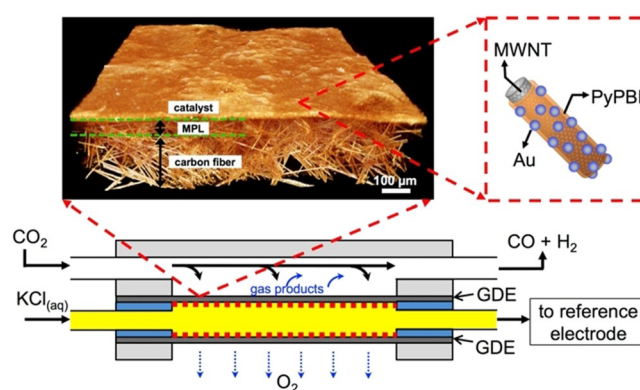 catalyst
MPL
carbon fiber
100 μm
MWNT
PyPBI
Au
CO₂
CO + H₂
gas products
KCl(aq)
GDE
to reference
electrode
GDE
O₂